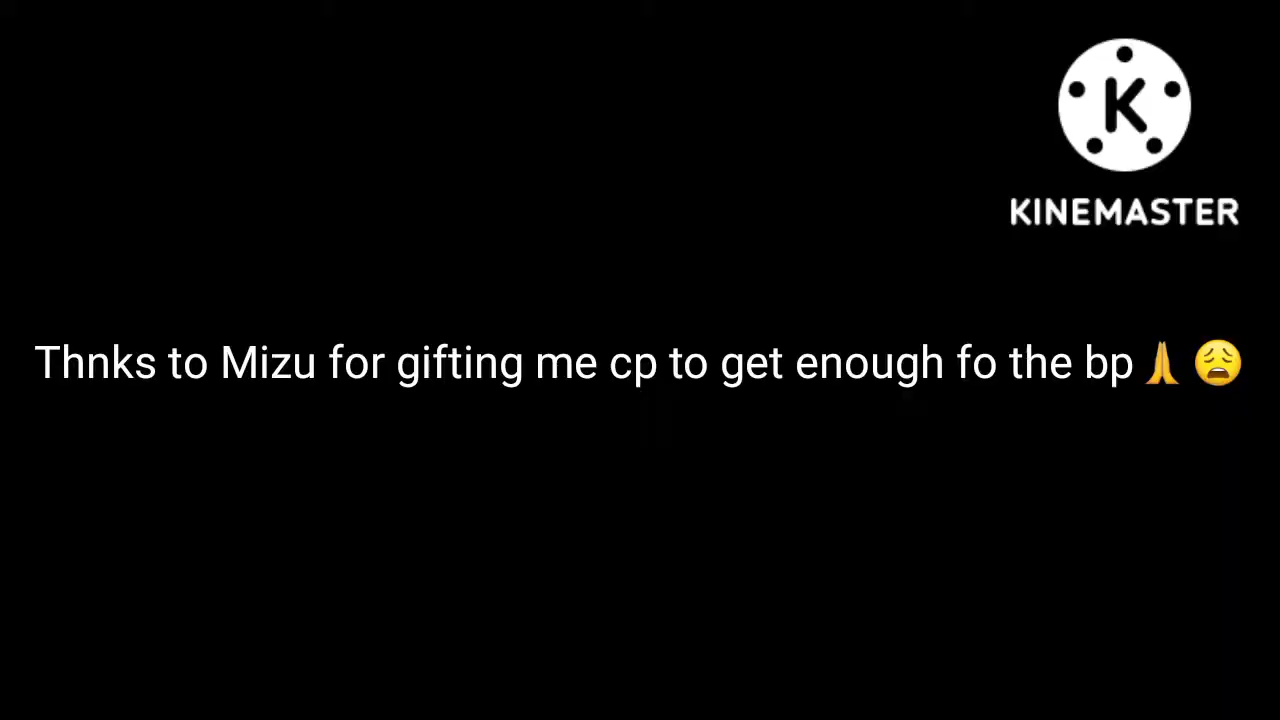 K
KINEMASTER
Thnks to Mizu for gifting me cp to get enough fo the bp🙏😩